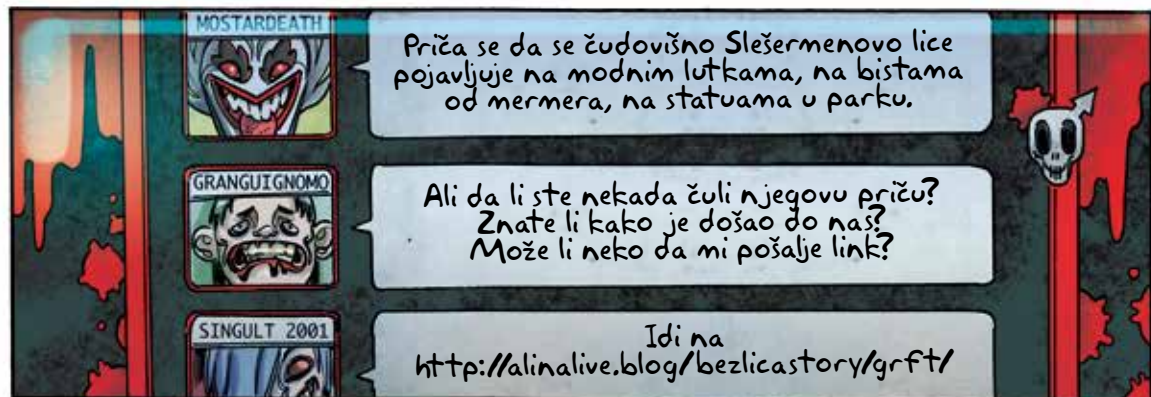 MOSTARDEATH
Priča se da se čudovišno Slešermenovo lice
pojavljuje na modnim lutkama, na bistama
od mermera, na statuama u parku.
GRANGUIGNOMO
Ali da li ste nekada čuli njegovu priču?
Znate li kako je došao do nas?
Može li neko da mi pošalje link?
SINGULT 2001
Idi na
http://alinalive.blog/bezlicastory/grft/